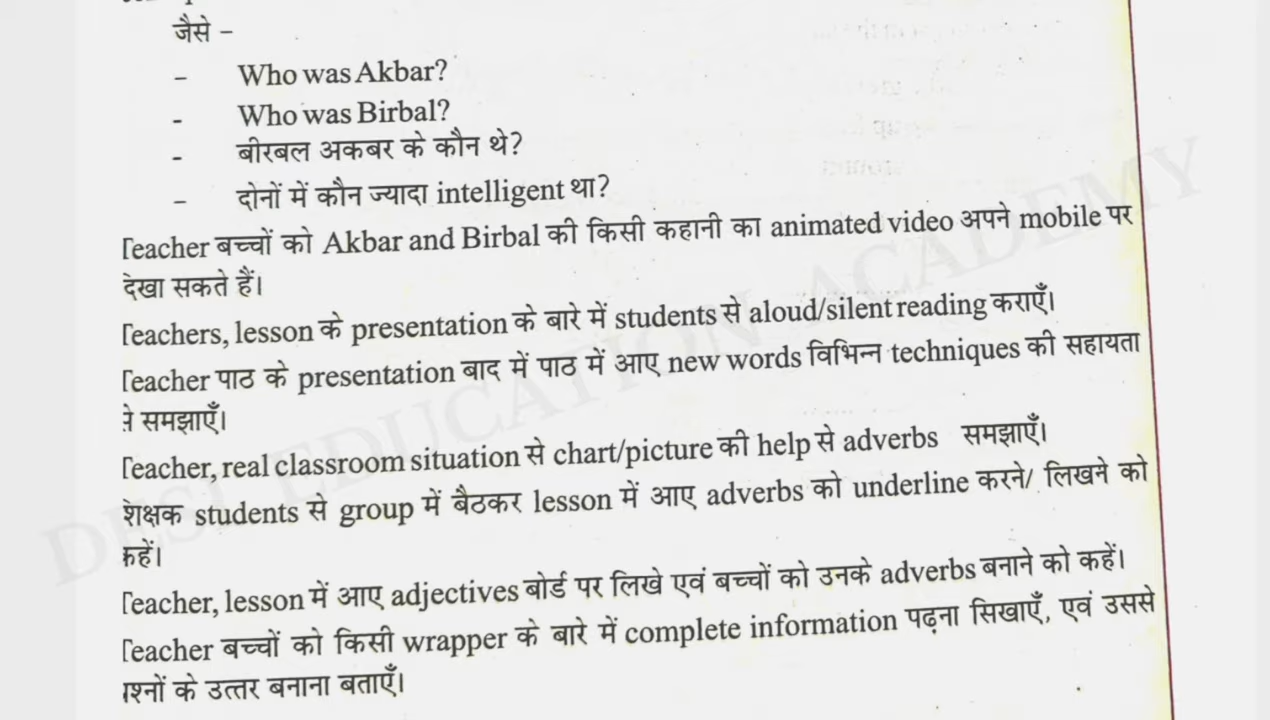 जैसे –
– Who was Akbar?
- Who was Birbal?
- बीरबल अकबर के कौन थे?
– दोनों में कौन ज्यादा intelligent था?
Teacher बच्चों को Akbar and Birbal की किसी कहानी का animated video अपने mobile पर
देखा सकते हैं।
Teachers, lesson के presentation के बारे में students से aloud/silent reading कराएँ।
Teacher पाठ के presentation बाद में पाठ में आए new words विभिन्न techniques की सहायता
से समझाएँ।
Teacher, real classroom situation से chart/picture की help से adverbs समझाएँ।
शिक्षक students से group में बैठकर lesson में आए adverbs को underline करने/ लिखने को
कहें।
Teacher, lesson में आए adjectives बोर्ड पर लिखे एवं बच्चों को उनके adverbs बनाने को कहें।
Teacher बच्चों को किसी wrapper के बारे में complete information पढ़ना सिखाएँ, एवं उससे
प्रश्नों के उत्तर बनाना बताएँ।
DESI EDUCATION ACADEMY